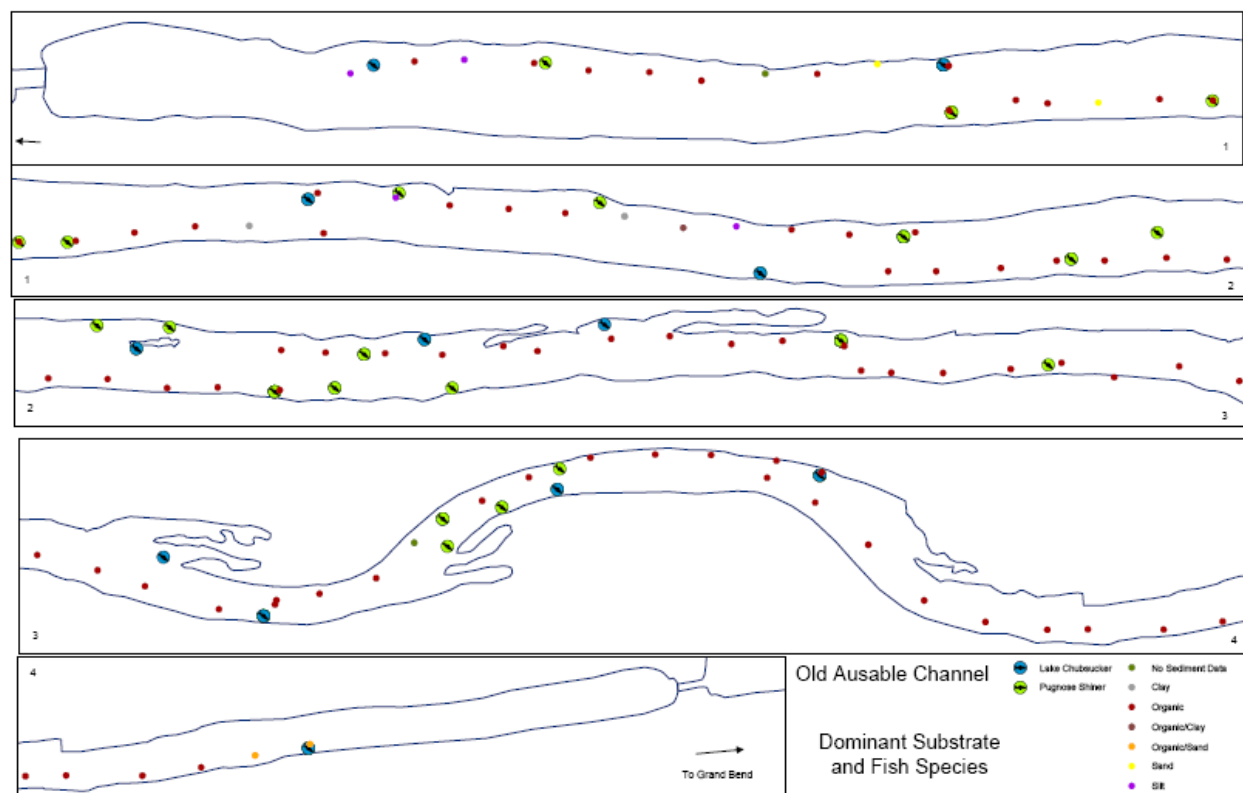 1
1
2
2
3
3
4
4
To Grand Bend
Old Ausable Channel
Dominant Substrate
and Fish Species
Lake Chubsucker
Pugnose Shiner
No Sediment Data
Clay
Organic
Organic/Clay
Organic/Sand
Sand
Silt